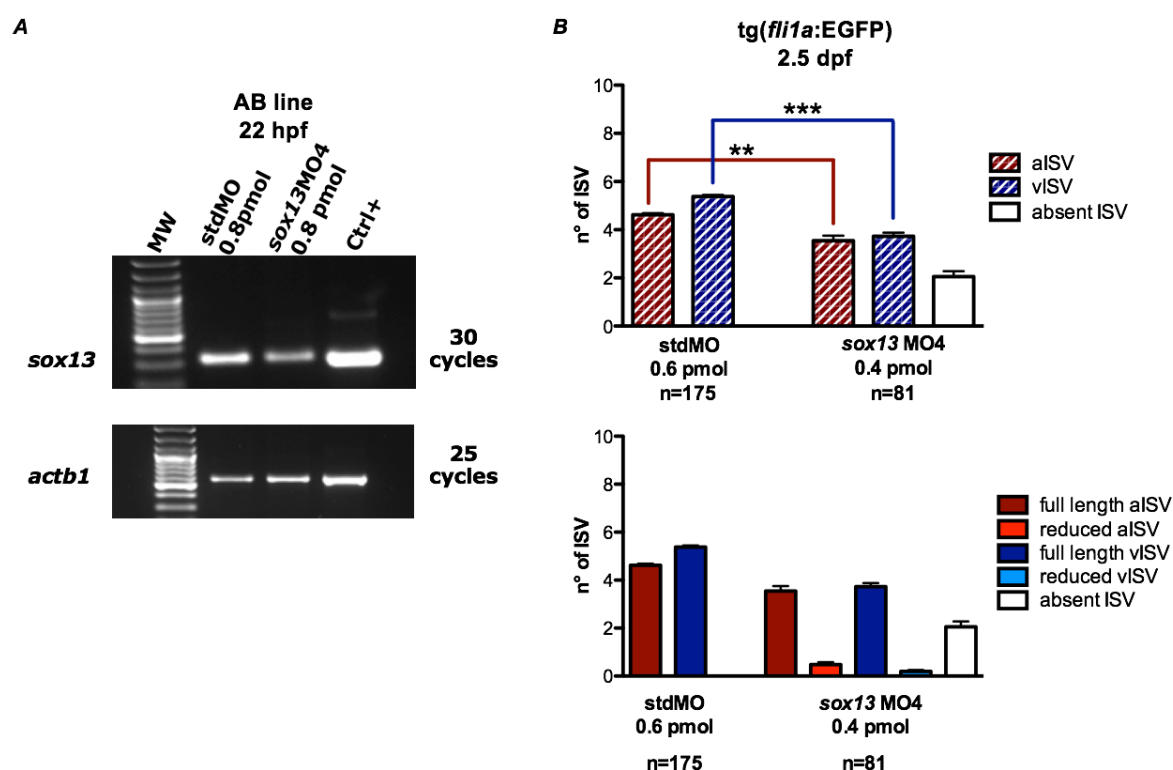 A
AB line
22 hpf
MW
stdMO
0.8pmol
sox13MO4
0.8 pmol
Ctrl+
sox13
30
cycles
actb1
25
cycles
B
tg(fli1a:EGFP)
2.5 dpf
10
8
6
4
2
0
n° of ISV
**
***
aISV
vISV
absent ISV
stdMO
0.6 pmol
n=175
sox13 MO4
0.4 pmol
n=81
10
8
6
4
2
0
n° of ISV
full length aISV
reduced aISV
full length vISV
reduced vISV
absent ISV
stdMO
0.6 pmol
n=175
sox13 MO4
0.4 pmol
n=81